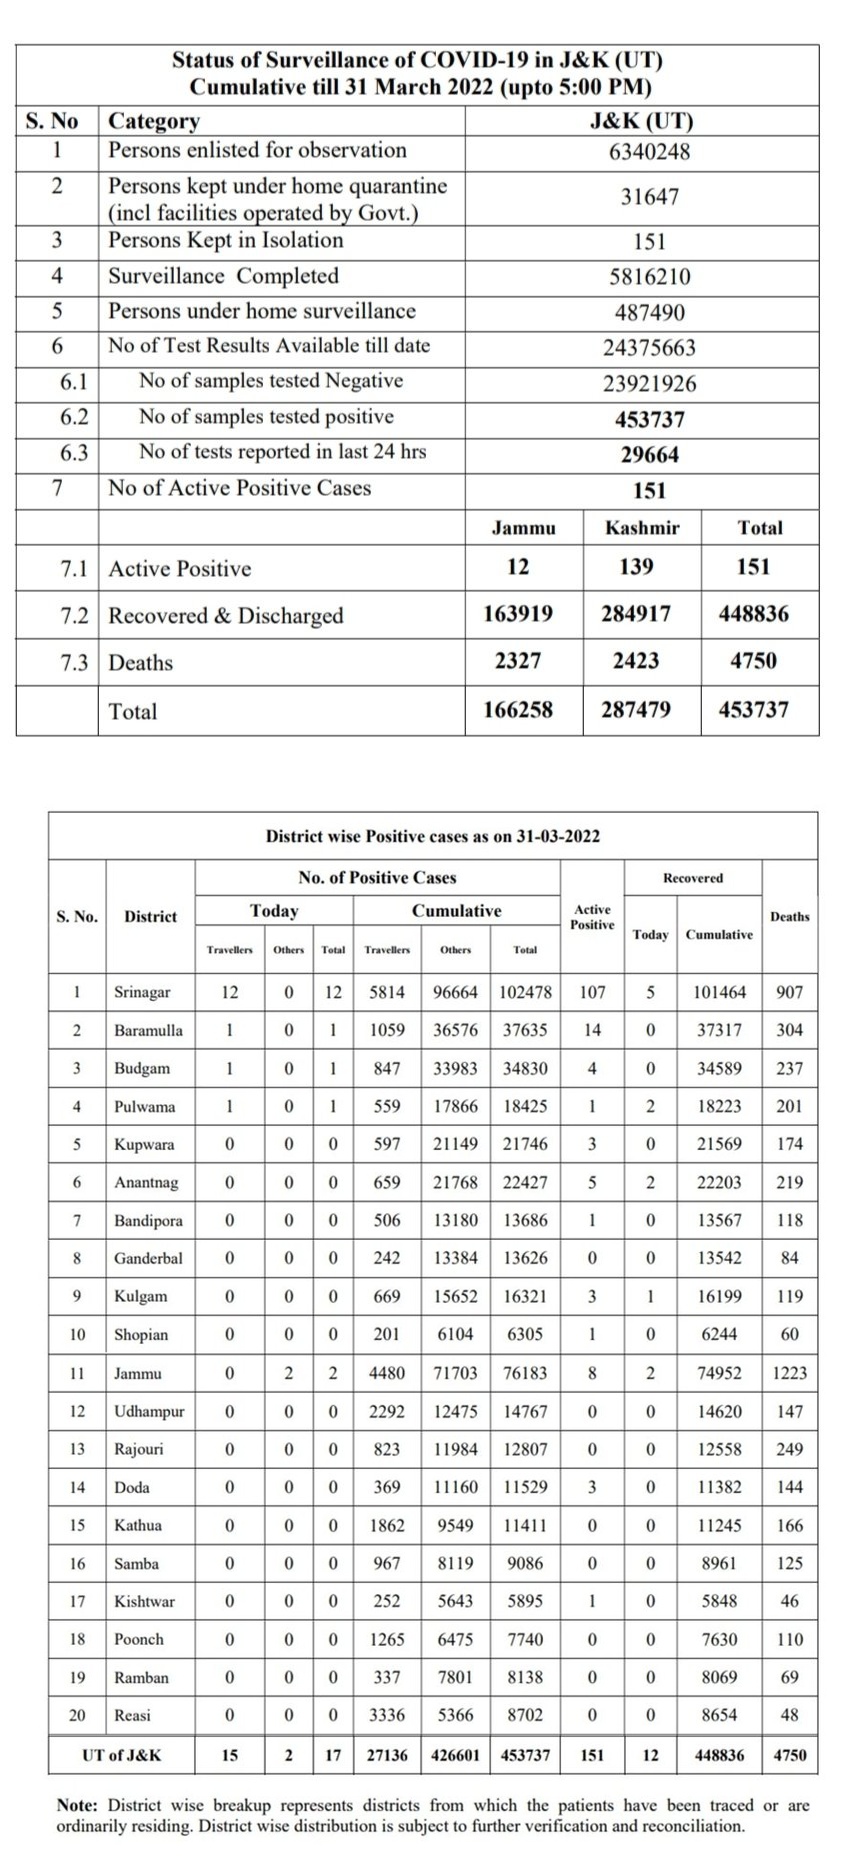 Status of Surveillance of COVID-19 in J&K (UT)
Cumulative till 31 March 2022 (upto 5:00 PM)
S. No Category J&K (UT)
1 Persons enlisted for observation 6340248
2 Persons kept under home quarantine
(incl facilities operated by Govt.) 31647
3 Persons Kept in Isolation 151
4 Surveillance Completed 5816210
5 Persons under home surveillance 487490
6 No of Test Results Available till date 24375663
6.1 No of samples tested Negative 23921926
6.2 No of samples tested positive 453737
6.3 No of tests reported in last 24 hrs 29664
7 No of Active Positive Cases 151
Jammu Kashmir Total
7.1 Active Positive 12 139 151
7.2 Recovered & Discharged 163919 284917 448836
7.3 Deaths 2327 2423 4750
Total 166258 287479 453737
District wise Positive cases as on 31-03-2022
S. No. District No. of Positive Cases Active Positive Recovered Deaths
Today Cumulative Today Cumulative
Travellers Others Total Travellers Others Total
1 Srinagar 12 0 12 5814 96664 102478 107 5 101464 907
2 Baramulla 1 0 1 1059 36576 37635 14 0 37317 304
3 Budgam 1 0 1 847 33983 34830 4 0 34589 237
4 Pulwama 1 0 1 559 17866 18425 1 2 18223 201
5 Kupwara 0 0 0 597 21149 21746 3 0 21569 174
6 Anantnag 0 0 0 659 21768 22427 5 2 22203 219
7 Bandipora 0 0 0 506 13180 13686 1 0 13567 118
8 Ganderbal 0 0 0 242 13384 13626 0 0 13542 84
9 Kulgam 0 0 0 669 15652 16321 3 1 16199 119
10 Shopian 0 0 0 201 6104 6305 1 0 6244 60
11 Jammu 0 2 2 4480 71703 76183 8 2 74952 1223
12 Udhampur 0 0 0 2292 12475 14767 0 0 14620 147
13 Rajouri 0 0 0 823 11984 12807 0 0 12558 249
14 Doda 0 0 0 369 11160 11529 3 0 11382 144
15 Kathua 0 0 0 1862 9549 11411 0 0 11245 166
16 Samba 0 0 0 967 8119 9086 0 0 8961 125
17 Kishtwar 0 0 0 252 5643 5895 1 0 5848 46
18 Poonch 0 0 0 1265 6475 7740 0 0 7630 110
19 Ramban 0 0 0 337 7801 8138 0 0 8069 69
20 Reasi 0 0 0 3336 5366 8702 0 0 8654 48
UT of J&K 15 2 17 27136 426601 453737 151 12 448836 4750
Note: District wise breakup represents districts from which the patients have been traced or are
ordinarily residing. District wise distribution is subject to further verification and reconciliation.